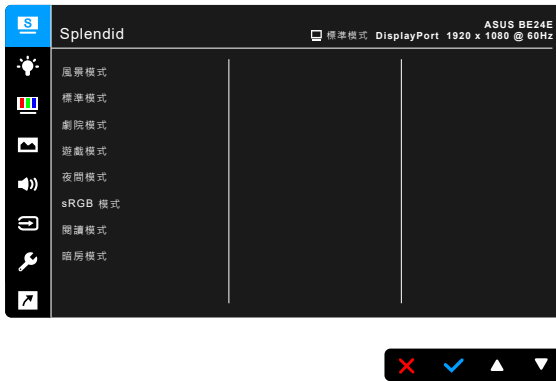 S
Splendid
ASUS BE24E
標準模式 DisplayPort 1920 x 1080 @ 60Hz
風景模式
標準模式
劇院模式
遊戲模式
夜間模式
sRGB 模式
閱讀模式
暗房模式